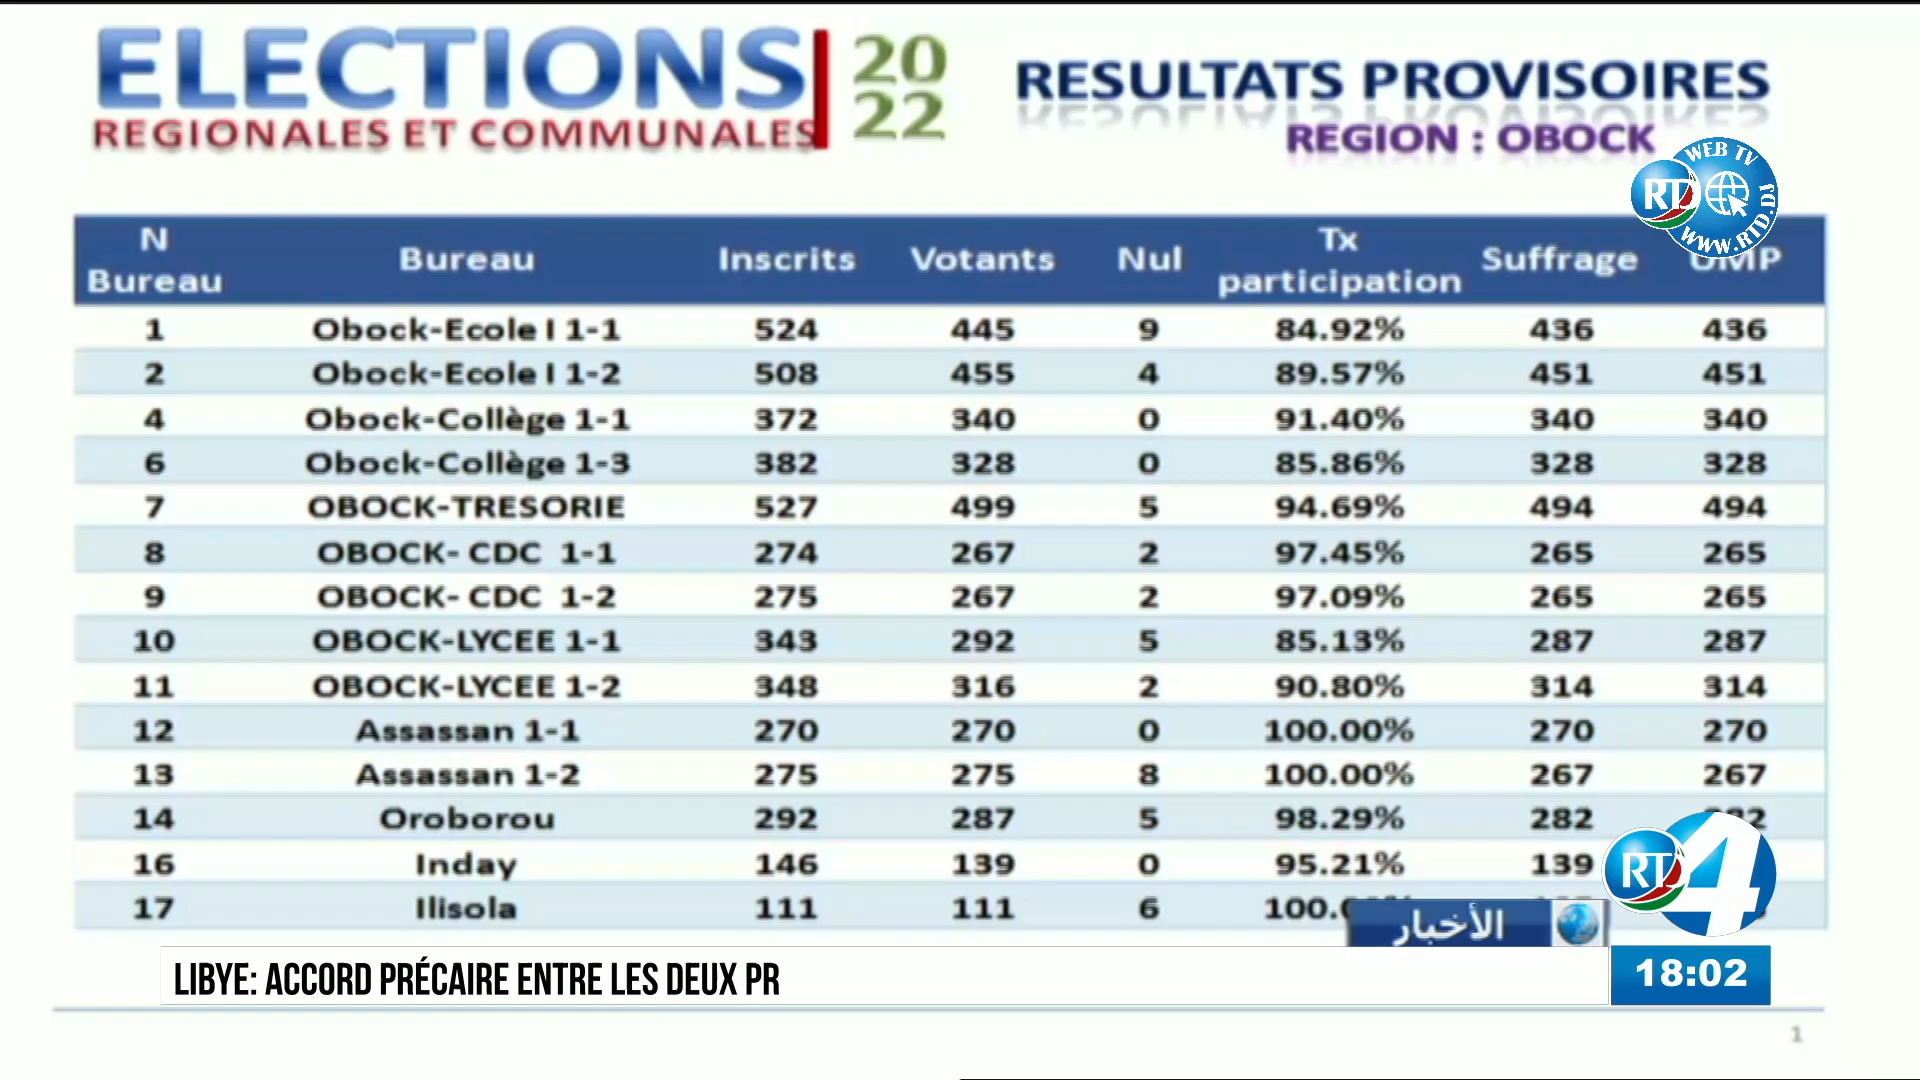 ELECTIONS 2022
REGIONALES ET COMMUNALES
RESULTATS PROVISOIRES
REGION : OBOCK
WEB TV
RTD
WWW.RTD.DJ
N Bureau Bureau Inscrits Votants Nul Tx participation Suffrage UMP
1 Obock-Ecole I 1-1 524 445 9 84.92% 436 436
2 Obock-Ecole I 1-2 508 455 4 89.57% 451 451
4 Obock-Collège 1-1 372 340 0 91.40% 340 340
6 Obock-Collège 1-3 382 328 0 85.86% 328 328
7 OBOCK-TRESORIE 527 499 5 94.69% 494 494
8 OBOCK- CDC 1-1 274 267 2 97.45% 265 265
9 OBOCK- CDC 1-2 275 267 2 97.09% 265 265
10 OBOCK-LYCEE 1-1 343 292 5 85.13% 287 287
11 OBOCK-LYCEE 1-2 348 316 2 90.80% 314 314
12 Assassan 1-1 270 270 0 100.00% 270 270
13 Assassan 1-2 275 275 8 100.00% 267 267
14 Oroborou 292 287 5 98.29% 282
16 Inday 146 139 0 95.21% 139
17 Ilisola 111 111 6
RTD 4
الأخبار
LIBYE: ACCORD PRÉCAIRE ENTRE LES DEUX PR
18:02
1